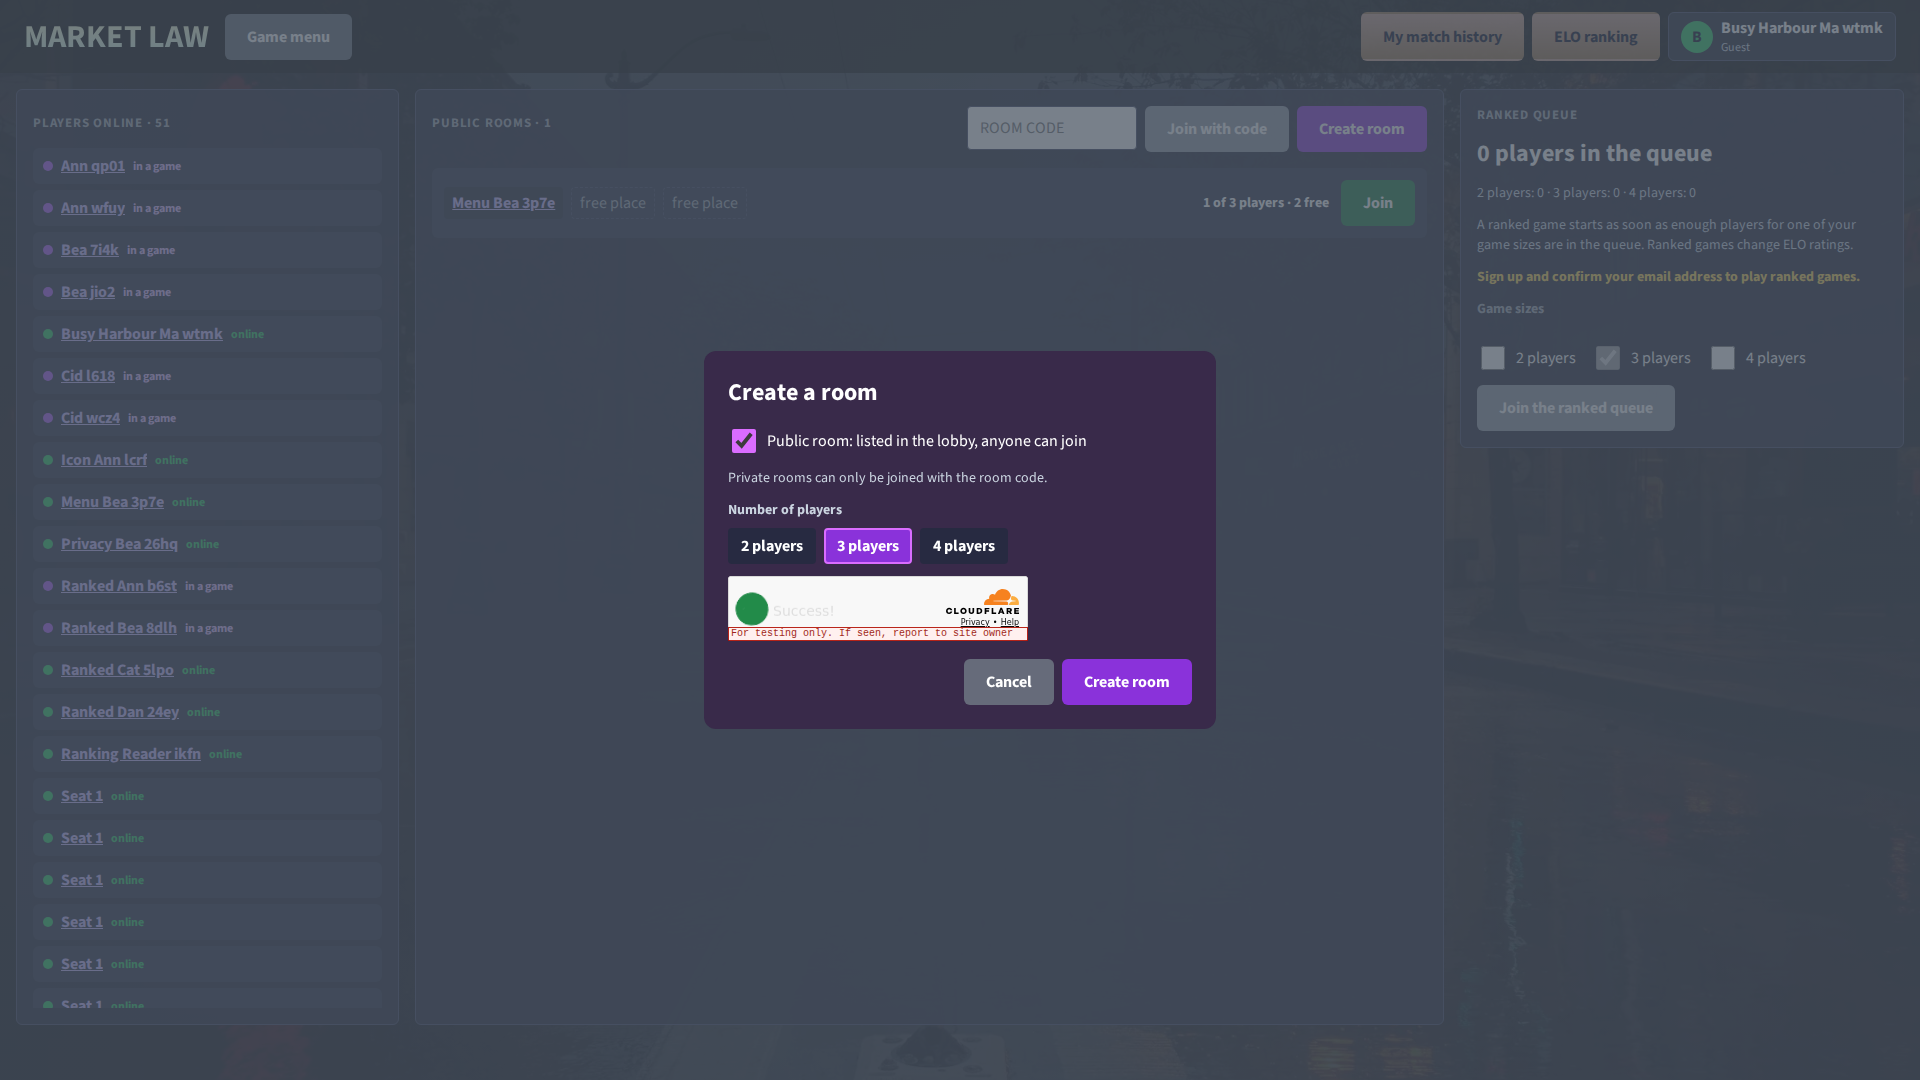 MARKET LAW
Game menu
My match history
ELO ranking
B
Busy Harbour Ma wtmk
Guest
PLAYERS ONLINE · 51
Ann qp01 in a game
Ann wfuy in a game
Bea 7i4k in a game
Bea jio2 in a game
Busy Harbour Ma wtmk online
Cid l618 in a game
Cid wcz4 in a game
Icon Ann lcrf online
Menu Bea 3p7e online
Privacy Bea 26hq online
Ranked Ann b6st in a game
Ranked Bea 8dlh in a game
Ranked Cat 5lpo online
Ranked Dan 24ey online
Ranking Reader ikfn online
Seat 1 online
Seat 1 online
Seat 1 online
Seat 1 online
Seat 1 online
Seat 1 online
PUBLIC ROOMS · 1
ROOM CODE
Join with code
Create room
Menu Bea 3p7e free place free place
1 of 3 players · 2 free
Join
Create a room
Public room: listed in the lobby, anyone can join
Private rooms can only be joined with the room code.
Number of players
2 players 3 players 4 players
Success!
CLOUDFLARE
Privacy • Help
For testing only. If seen, report to site owner
Cancel
Create room
RANKED QUEUE
0 players in the queue
2 players: 0 · 3 players: 0 · 4 players: 0
A ranked game starts as soon as enough players for one of your
game sizes are in the queue. Ranked games change ELO ratings.
Sign up and confirm your email address to play ranked games.
Game sizes
2 players 3 players 4 players
Join the ranked queue